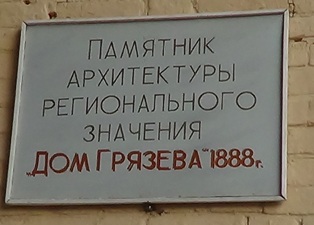 Памятник
архитектуры
регионального
значения
„Дом Грязева" 1888г.